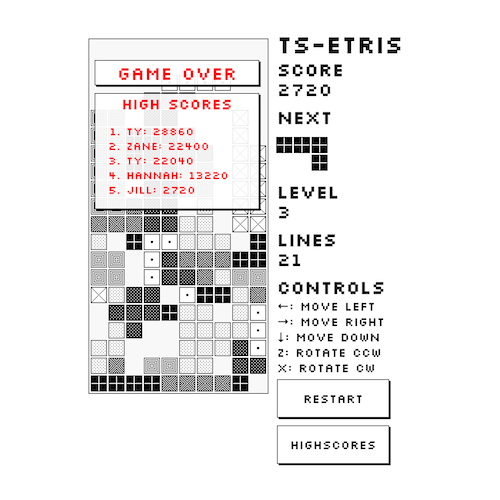 TS-ETRIS
GAME OVER
HIGH SCORES
1. TY: 28860
2. ZANE: 22400
3. TY: 22040
4. HANNAH: 13220
5. JILL: 2720
SCORE
2720
NEXT
LEVEL
3
LINES
21
CONTROLS
←: MOVE LEFT
→: MOVE RIGHT
↓: MOVE DOWN
Z: ROTATE CCW
X: ROTATE CW
RESTART
HIGHSCORES